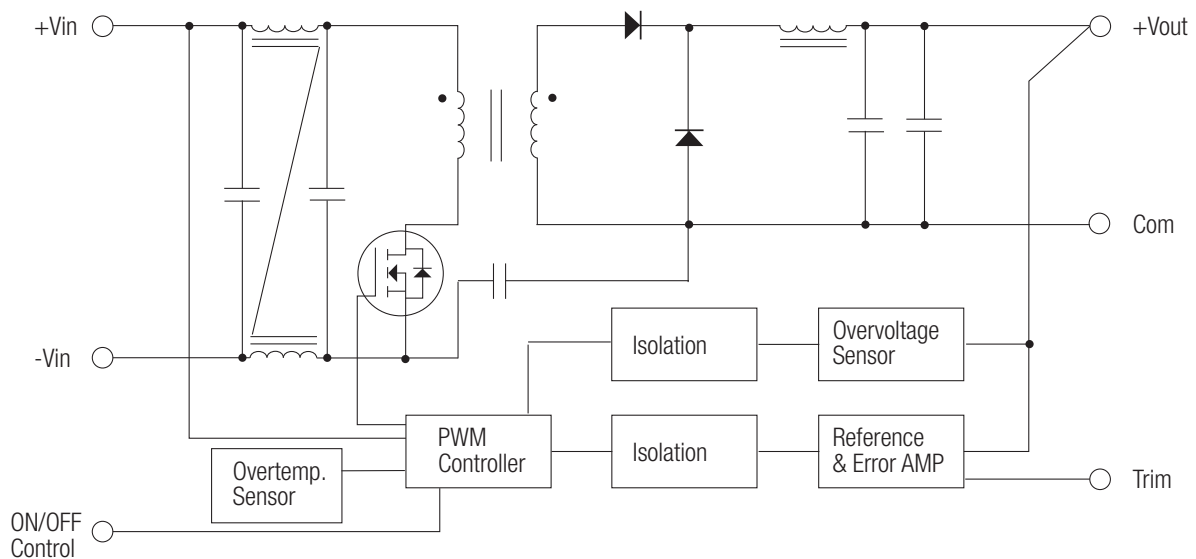 +Vin
+Vout
Com
-Vin
Isolation
Overvoltage
Sensor
PWM
Controller
Isolation
Reference
& Error AMP
Overtemp.
Sensor
Trim
ON/OFF
Control